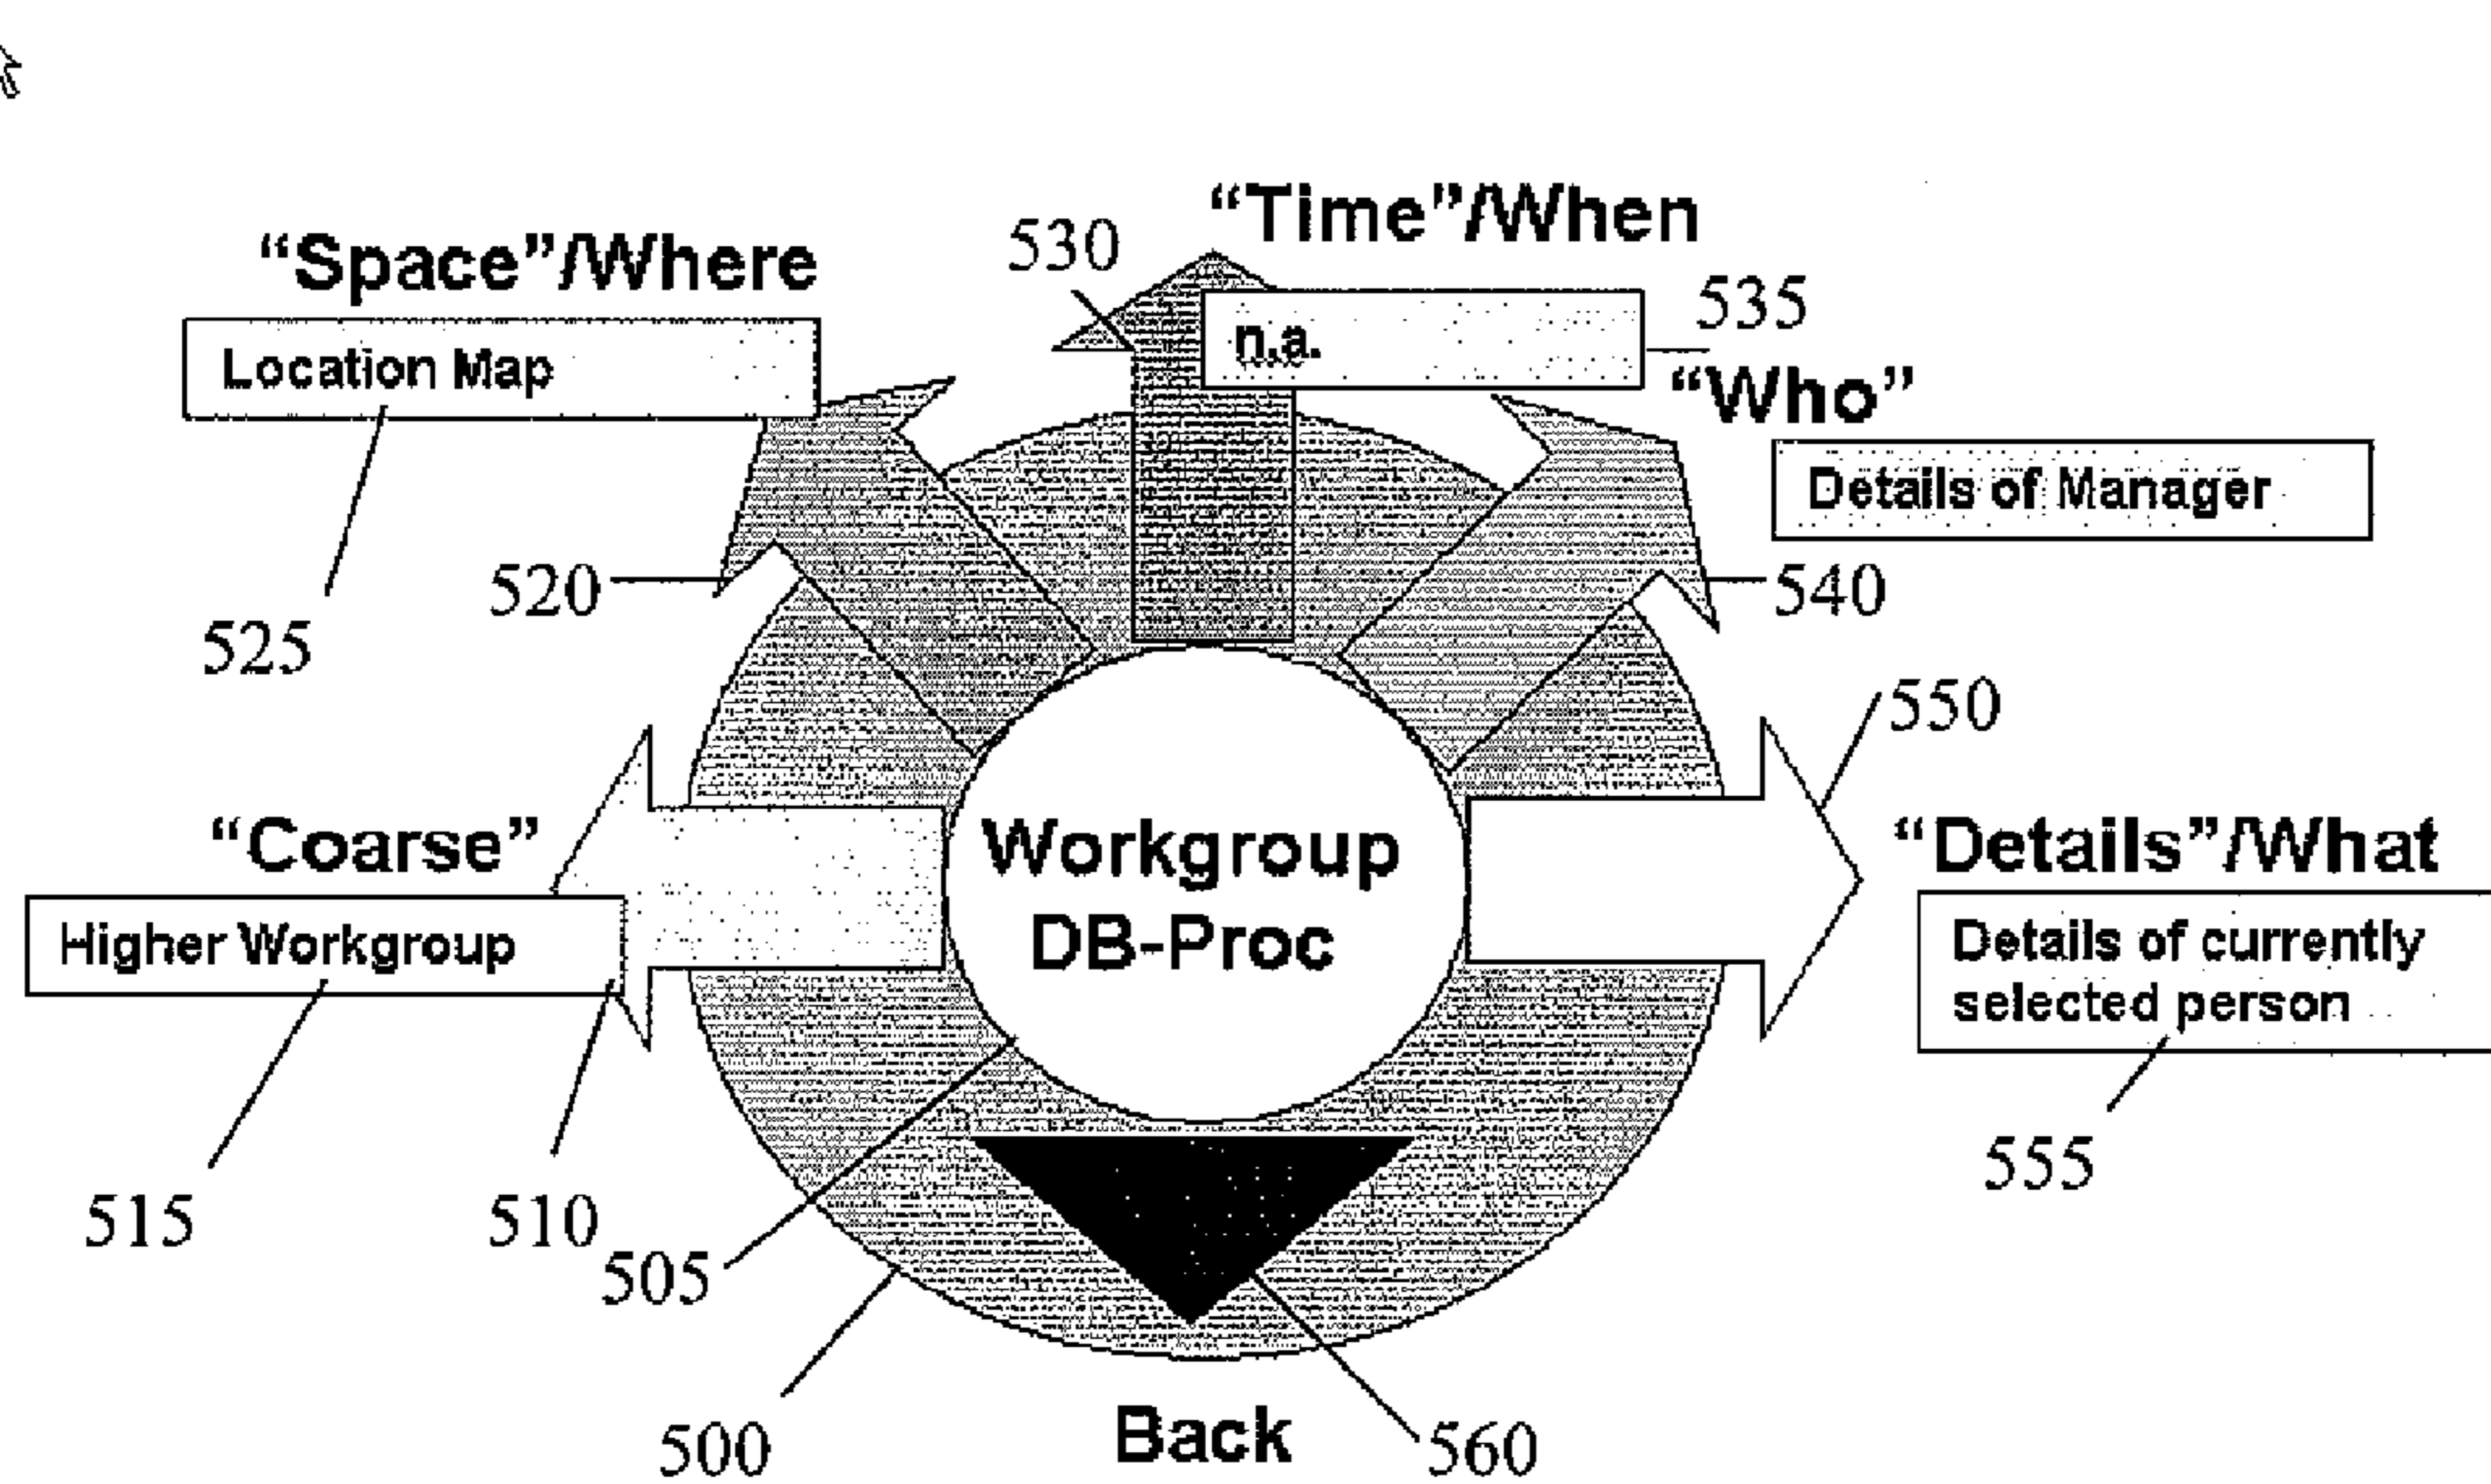 “Time”/When
530
“Space”/Where
535
n.a.
Location Map
“Who”
Details of Manager
520
540
525
550
“Coarse”
Workgroup
DB-Proc
“Details”/What
Higher Workgroup
Details of currently
selected person
555
515
510
505
500
Back
560